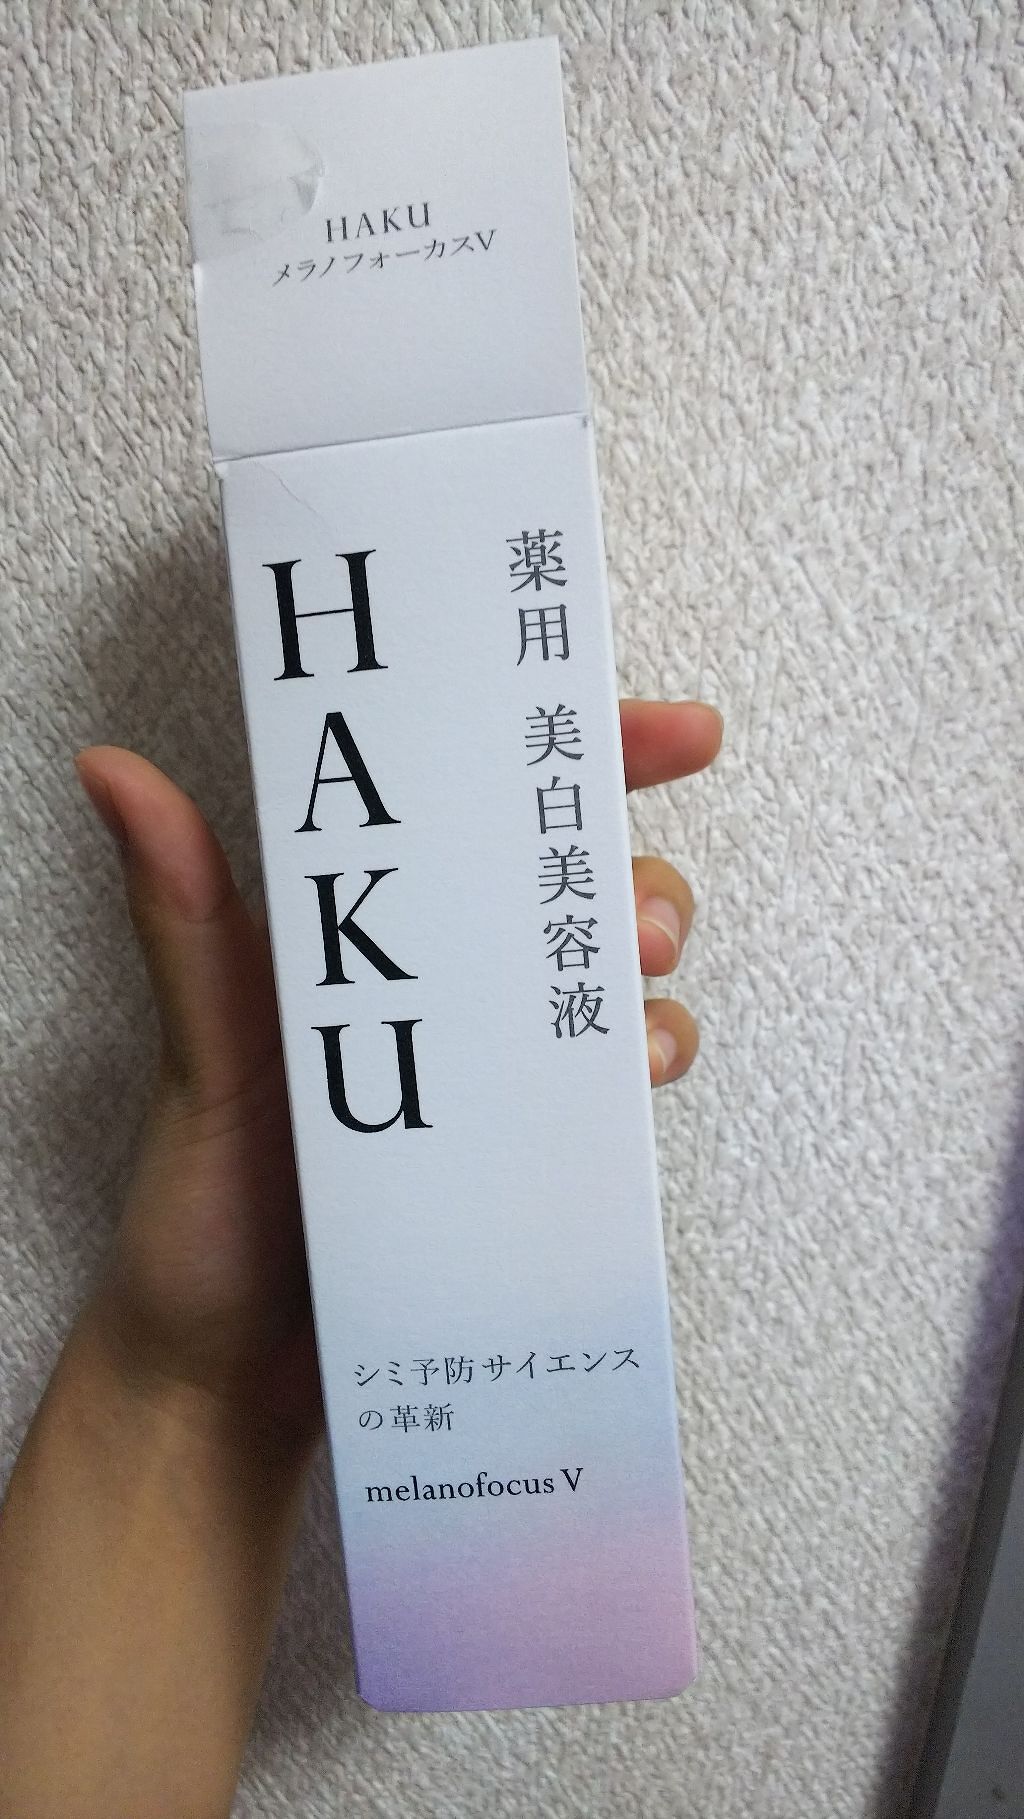 HAKU
メラノフォーカスV
HAKU
薬用 美白美容液
シミ予防サイエンス
の革新
melanofocus V